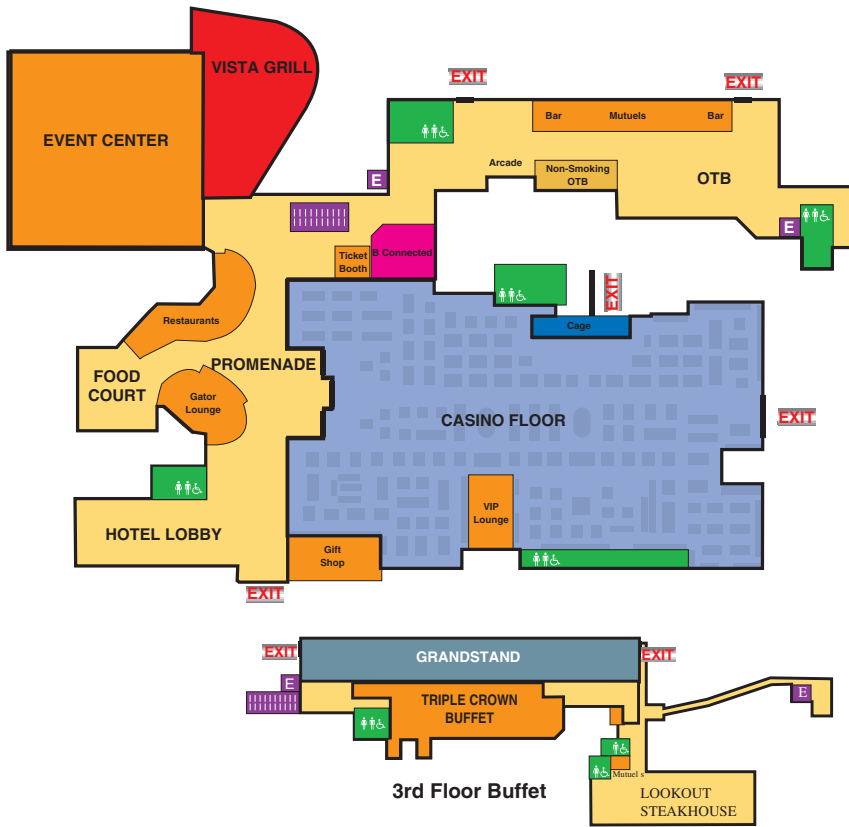 VISTA GRILL
EXIT
EXIT
EVENT CENTER
Bar
Mutuels
Bar
Arcade
Non-Smoking
OTB
OTB
E
E
B Connected
Ticket
Booth
EXIT
Restaurants
Cage
PROMENADE
FOOD
COURT
Gator
Lounge
CASINO FLOOR
EXIT
VIP
Lounge
HOTEL LOBBY
Gift
Shop
EXIT
EXIT
GRANDSTAND
EXIT
E
TRIPLE CROWN
BUFFET
E
Mutuel s
3rd Floor Buffet
LOOKOUT
STEAKHOUSE